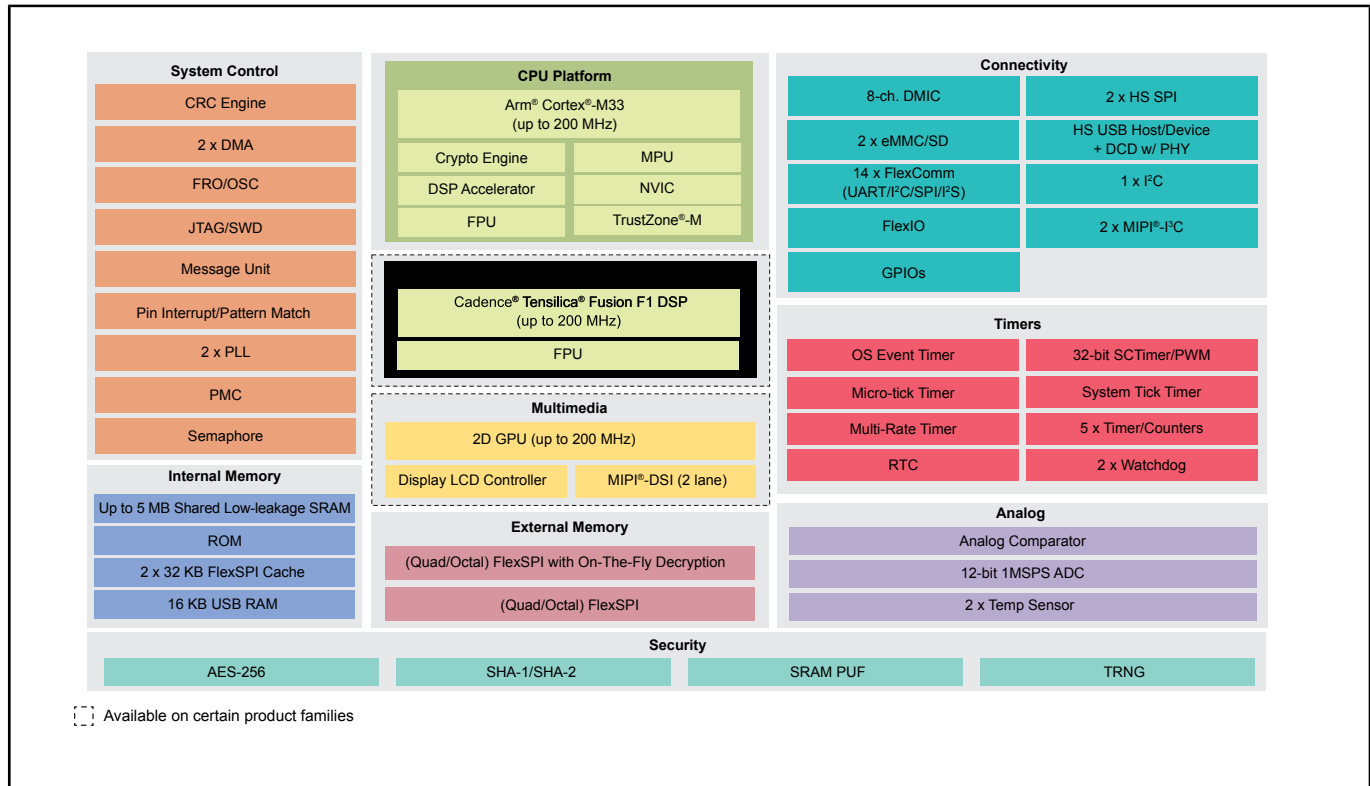 System Control
CRC Engine
2 x DMA
FRO/OSC
JTAG/SWD
Message Unit
Pin Interrupt/Pattern Match
2 x PLL
PMC
Semaphore
Internal Memory
Up to 5 MB Shared Low-leakage SRAM
ROM
2 x 32 KB FlexSPI Cache
16 KB USB RAM
CPU Platform
Arm® Cortex®-M33
(up to 200 MHz)
Crypto Engine
MPU
DSP Accelerator
NVIC
FPU
TrustZone®-M
Cadence® Tensilica® Fusion F1 DSP
(up to 200 MHz)
FPU
Multimedia
2D GPU (up to 200 MHz)
Display LCD Controller
MIPI®-DSI (2 lane)
External Memory
(Quad/Octal) FlexSPI with On-The-Fly Decryption
(Quad/Octal) FlexSPI
Connectivity
8-ch. DMIC
2 x HS SPI
2 x eMMC/SD
HS USB Host/Device
+ DCD w/ PHY
14 x FlexComm
(UART/I²C/SPI/I²S)
1 x I²C
FlexIO
2 x MIPI®-I³C
GPIOs
Timers
OS Event Timer
32-bit SCTimer/PWM
Micro-tick Timer
System Tick Timer
Multi-Rate Timer
5 x Timer/Counters
RTC
2 x Watchdog
Analog
Analog Comparator
12-bit 1MSPS ADC
2 x Temp Sensor
Security
AES-256
SHA-1/SHA-2
SRAM PUF
TRNG
Available on certain product families